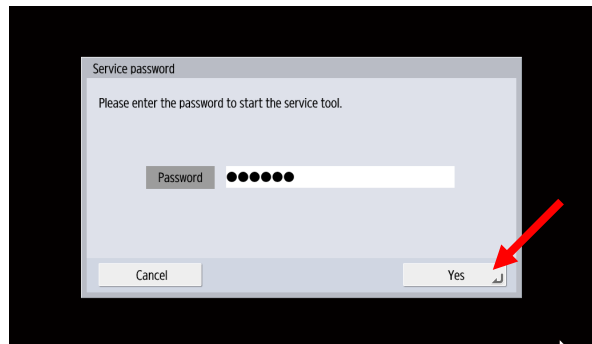 Service password
Please enter the password to start the service tool.
Password ●●●●●●
Cancel Yes